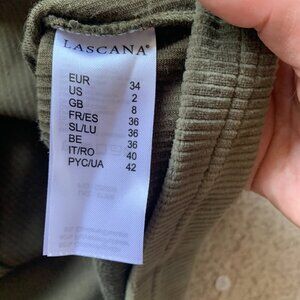 LASCANA®
EUR 34
US 2
GB 8
FR/ES 36
SL/LU 36
BE 36
IT/RO 40
PYC/UA 42